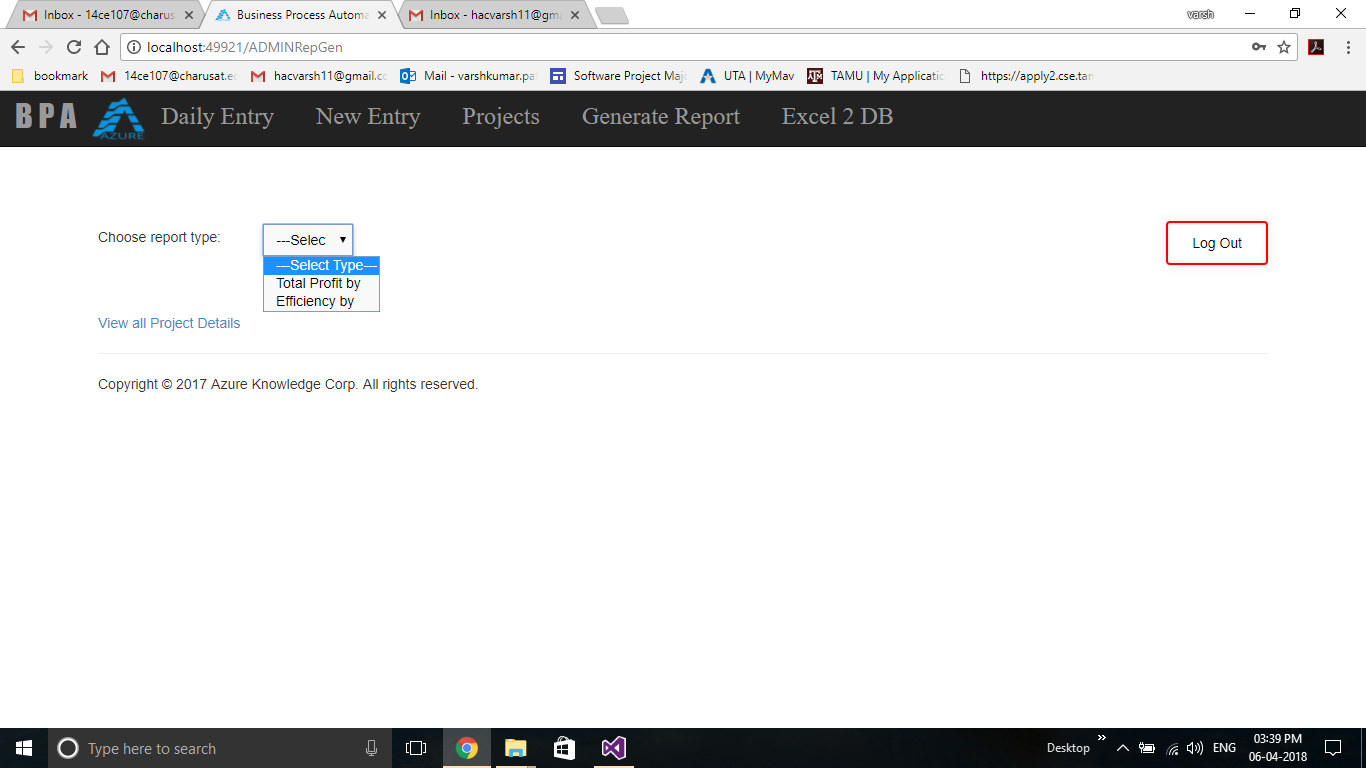 Inbox - 14ce107@charus
Business Process Automa
Inbox - hacvarsh11@gma
varsh
localhost:49921/ADMINRepGen
bookmark
14ce107@charusat.ec
hacvarsh11@gmail.cc
Mail - varshkumar.pa
Software Project Maj
UTA | MyMav
TAMU | My Applicatic
https://apply2.cse.tan
BPA
AZURE
Daily Entry
New Entry
Projects
Generate Report
Excel 2 DB
Choose report type:
---Selec
Log Out
---Select Type---
Total Profit by
Efficiency by
View all Project Details
Copyright © 2017 Azure Knowledge Corp. All rights reserved.
Type here to search
Desktop
ENG
03:39 PM
06-04-2018